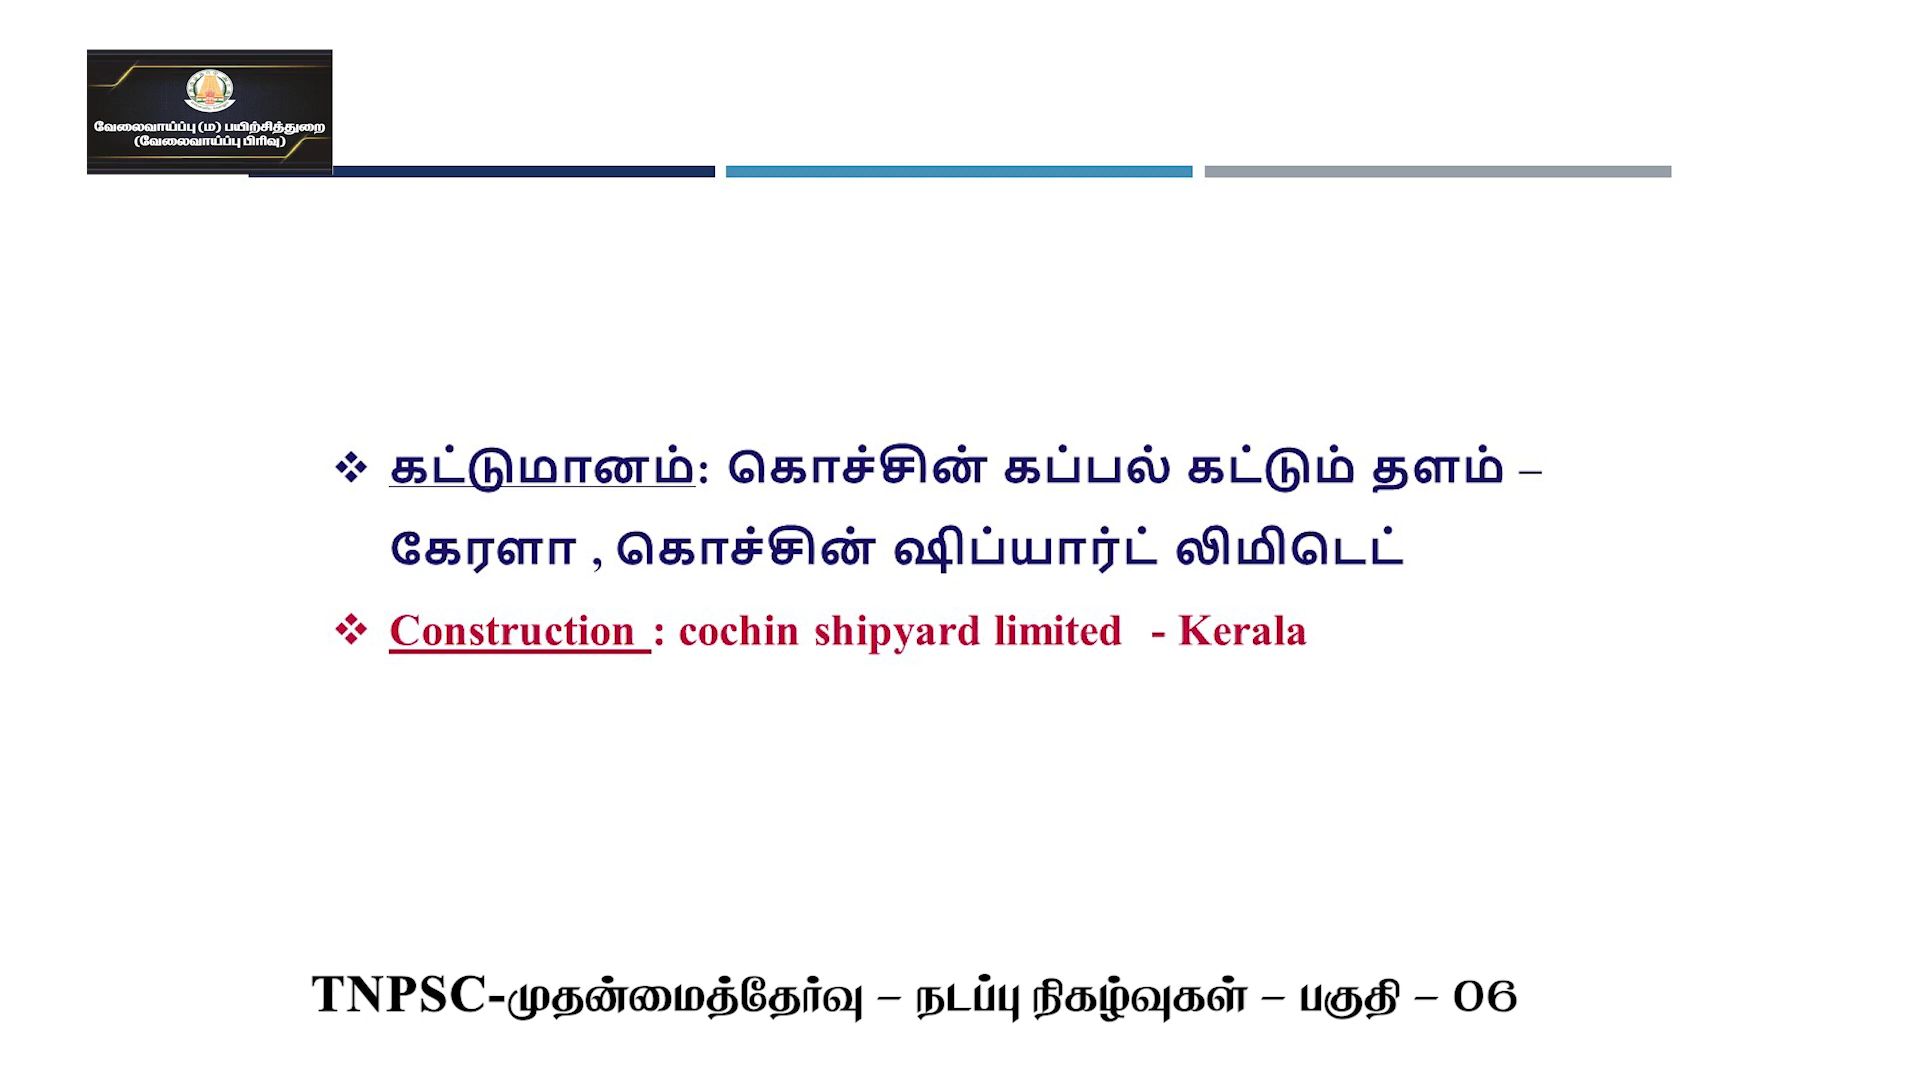 வேலைவாய்ப்பு (ம) பயிற்சித்துறை
(வேலைவாய்ப்பு பிரிவு)
❖ கட்டுமானம்: கொச்சின் கப்பல் கட்டும் தளம் –
கேரளா , கொச்சின் ஷிப்யார்ட் லிமிடெட்
❖ Construction : cochin shipyard limited - Kerala
TNPSC-முதன்மைத்தேர்வு – நடப்பு நிகழ்வுகள் – பகுதி – 06